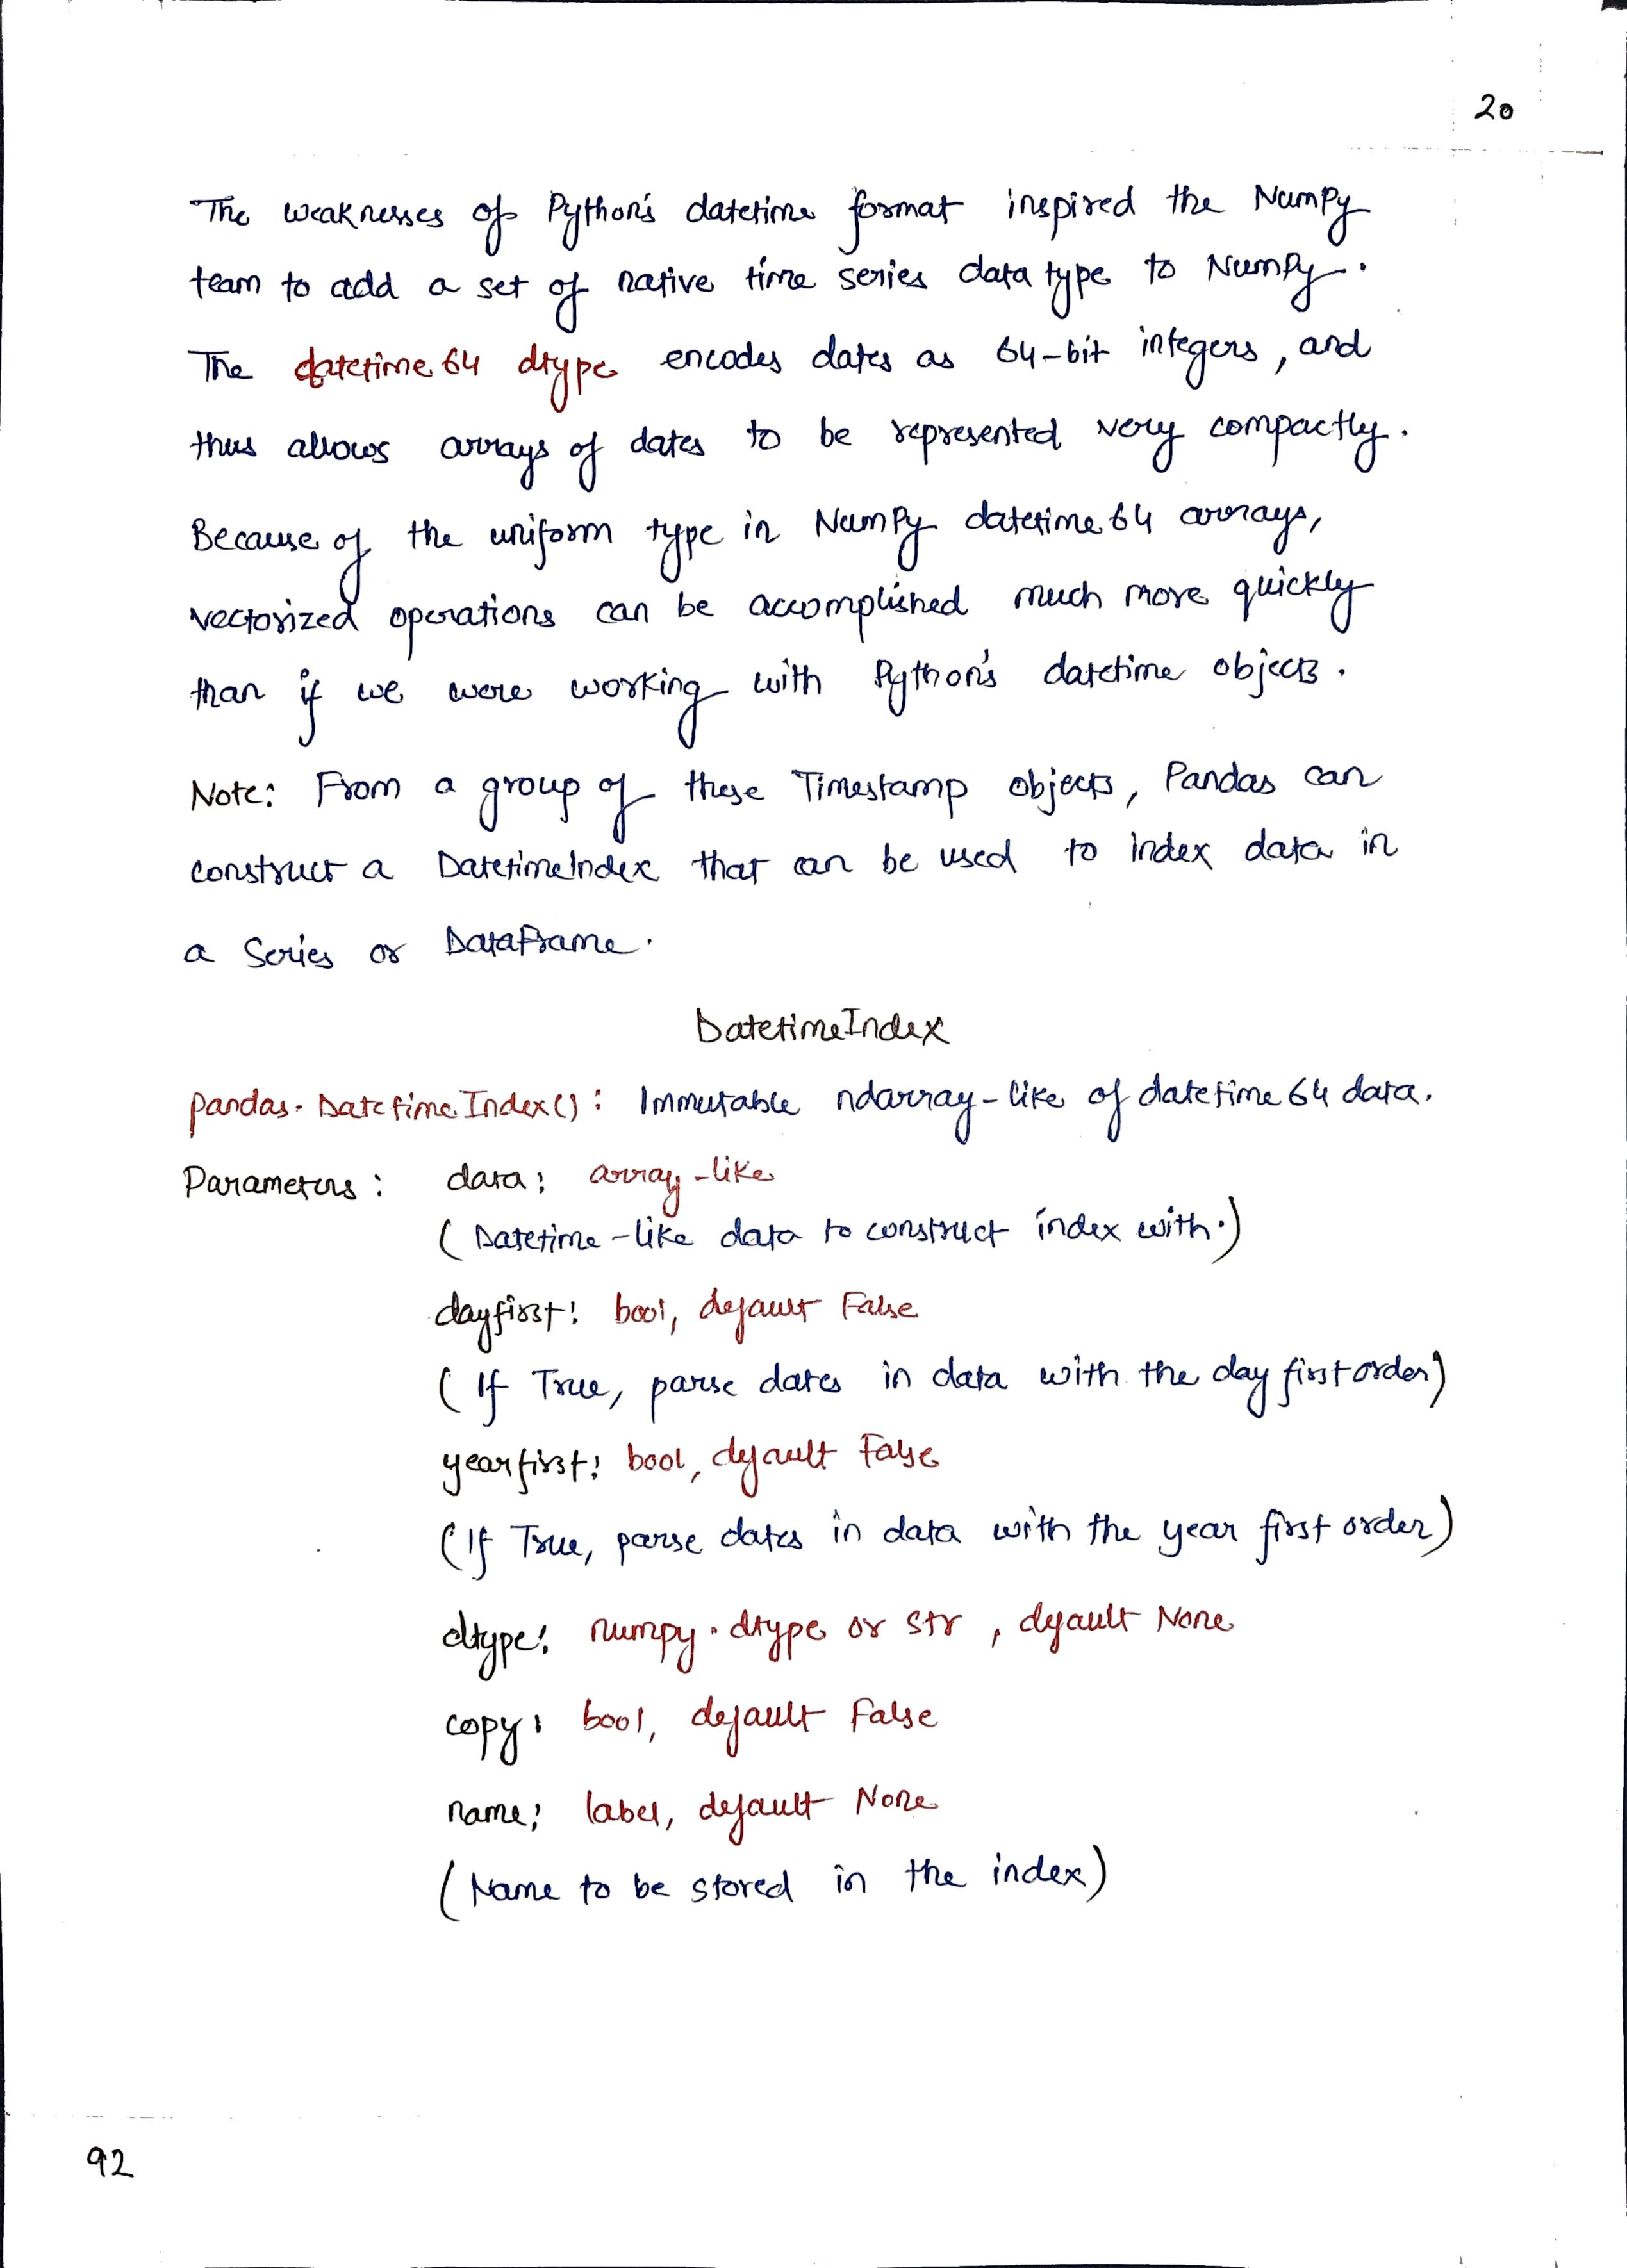 20
The weaknesses of Python's datetime format inspired the NumPy
team to add a set of native time series data type to NumPy.
The datetime64 dtype encodes dates as 64-bit integers, and
thus allows arrays of dates to be represented very compactly.
Because of the uniform type in NumPy datetime64 arrays,
vectorized operations can be accomplished much more quickly
than if we were working with Python's datetime objects.
Note: From a group of these Timestamp objects, Pandas can
construct a DatetimeIndex that can be used to index data in
a Series or DataFrame.
DatetimeIndex
pandas.DatetimeIndex(): Immutable ndarray-like of datetime64 data.
Parameters: data: array-like
(Datetime-like data to construct index with.)
dayfirst: bool, default False
(If True, parse dates in data with the day first order)
yearfirst: bool, default False
(If True, parse dates in data with the year first order)
dtype: numpy.dtype or str, default None
copy: bool, default False
name: label, default None
(Name to be stored in the index)
92